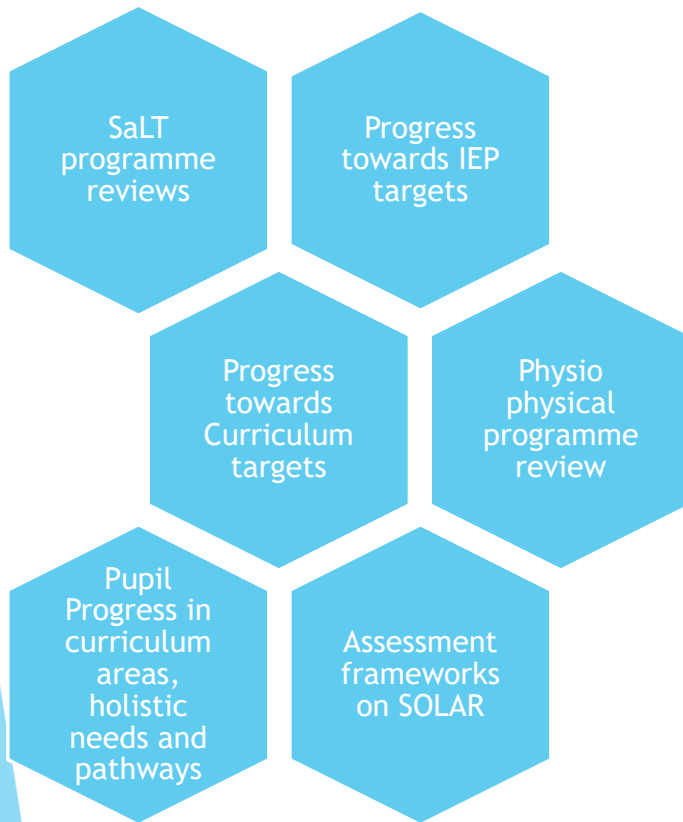 SaLT
programme
reviews
Progress
towards IEP
targets
Progress
towards
Curriculum
targets
Physio
physical
programme
review
Pupil
Progress in
curriculum
areas,
holistic
needs and
pathways
Assessment
frameworks
on SOLAR